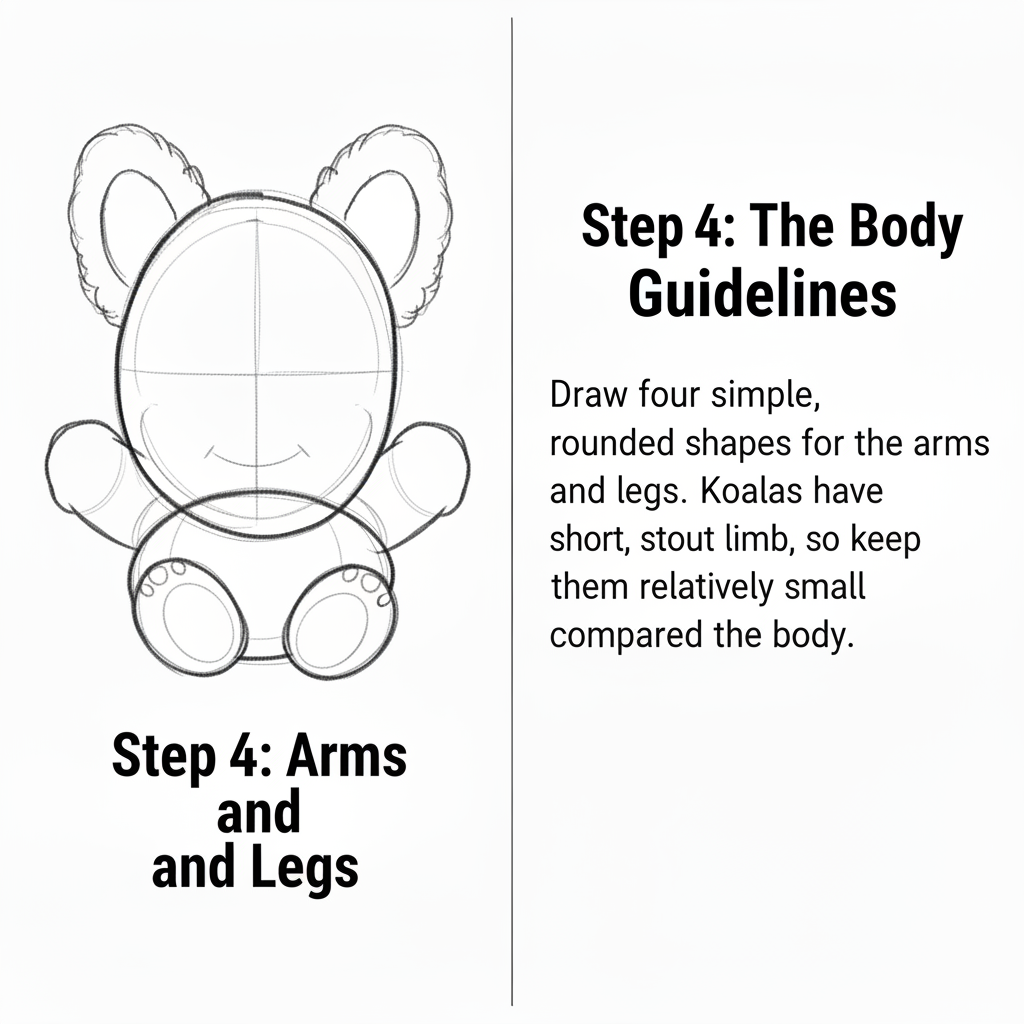 Step 4: Arms
and
and Legs
Step 4: The Body
Guidelines
Draw four simple,
rounded shapes for the arms
and legs. Koalas have
short, stout limb, so keep
them relatively small
compared the body.